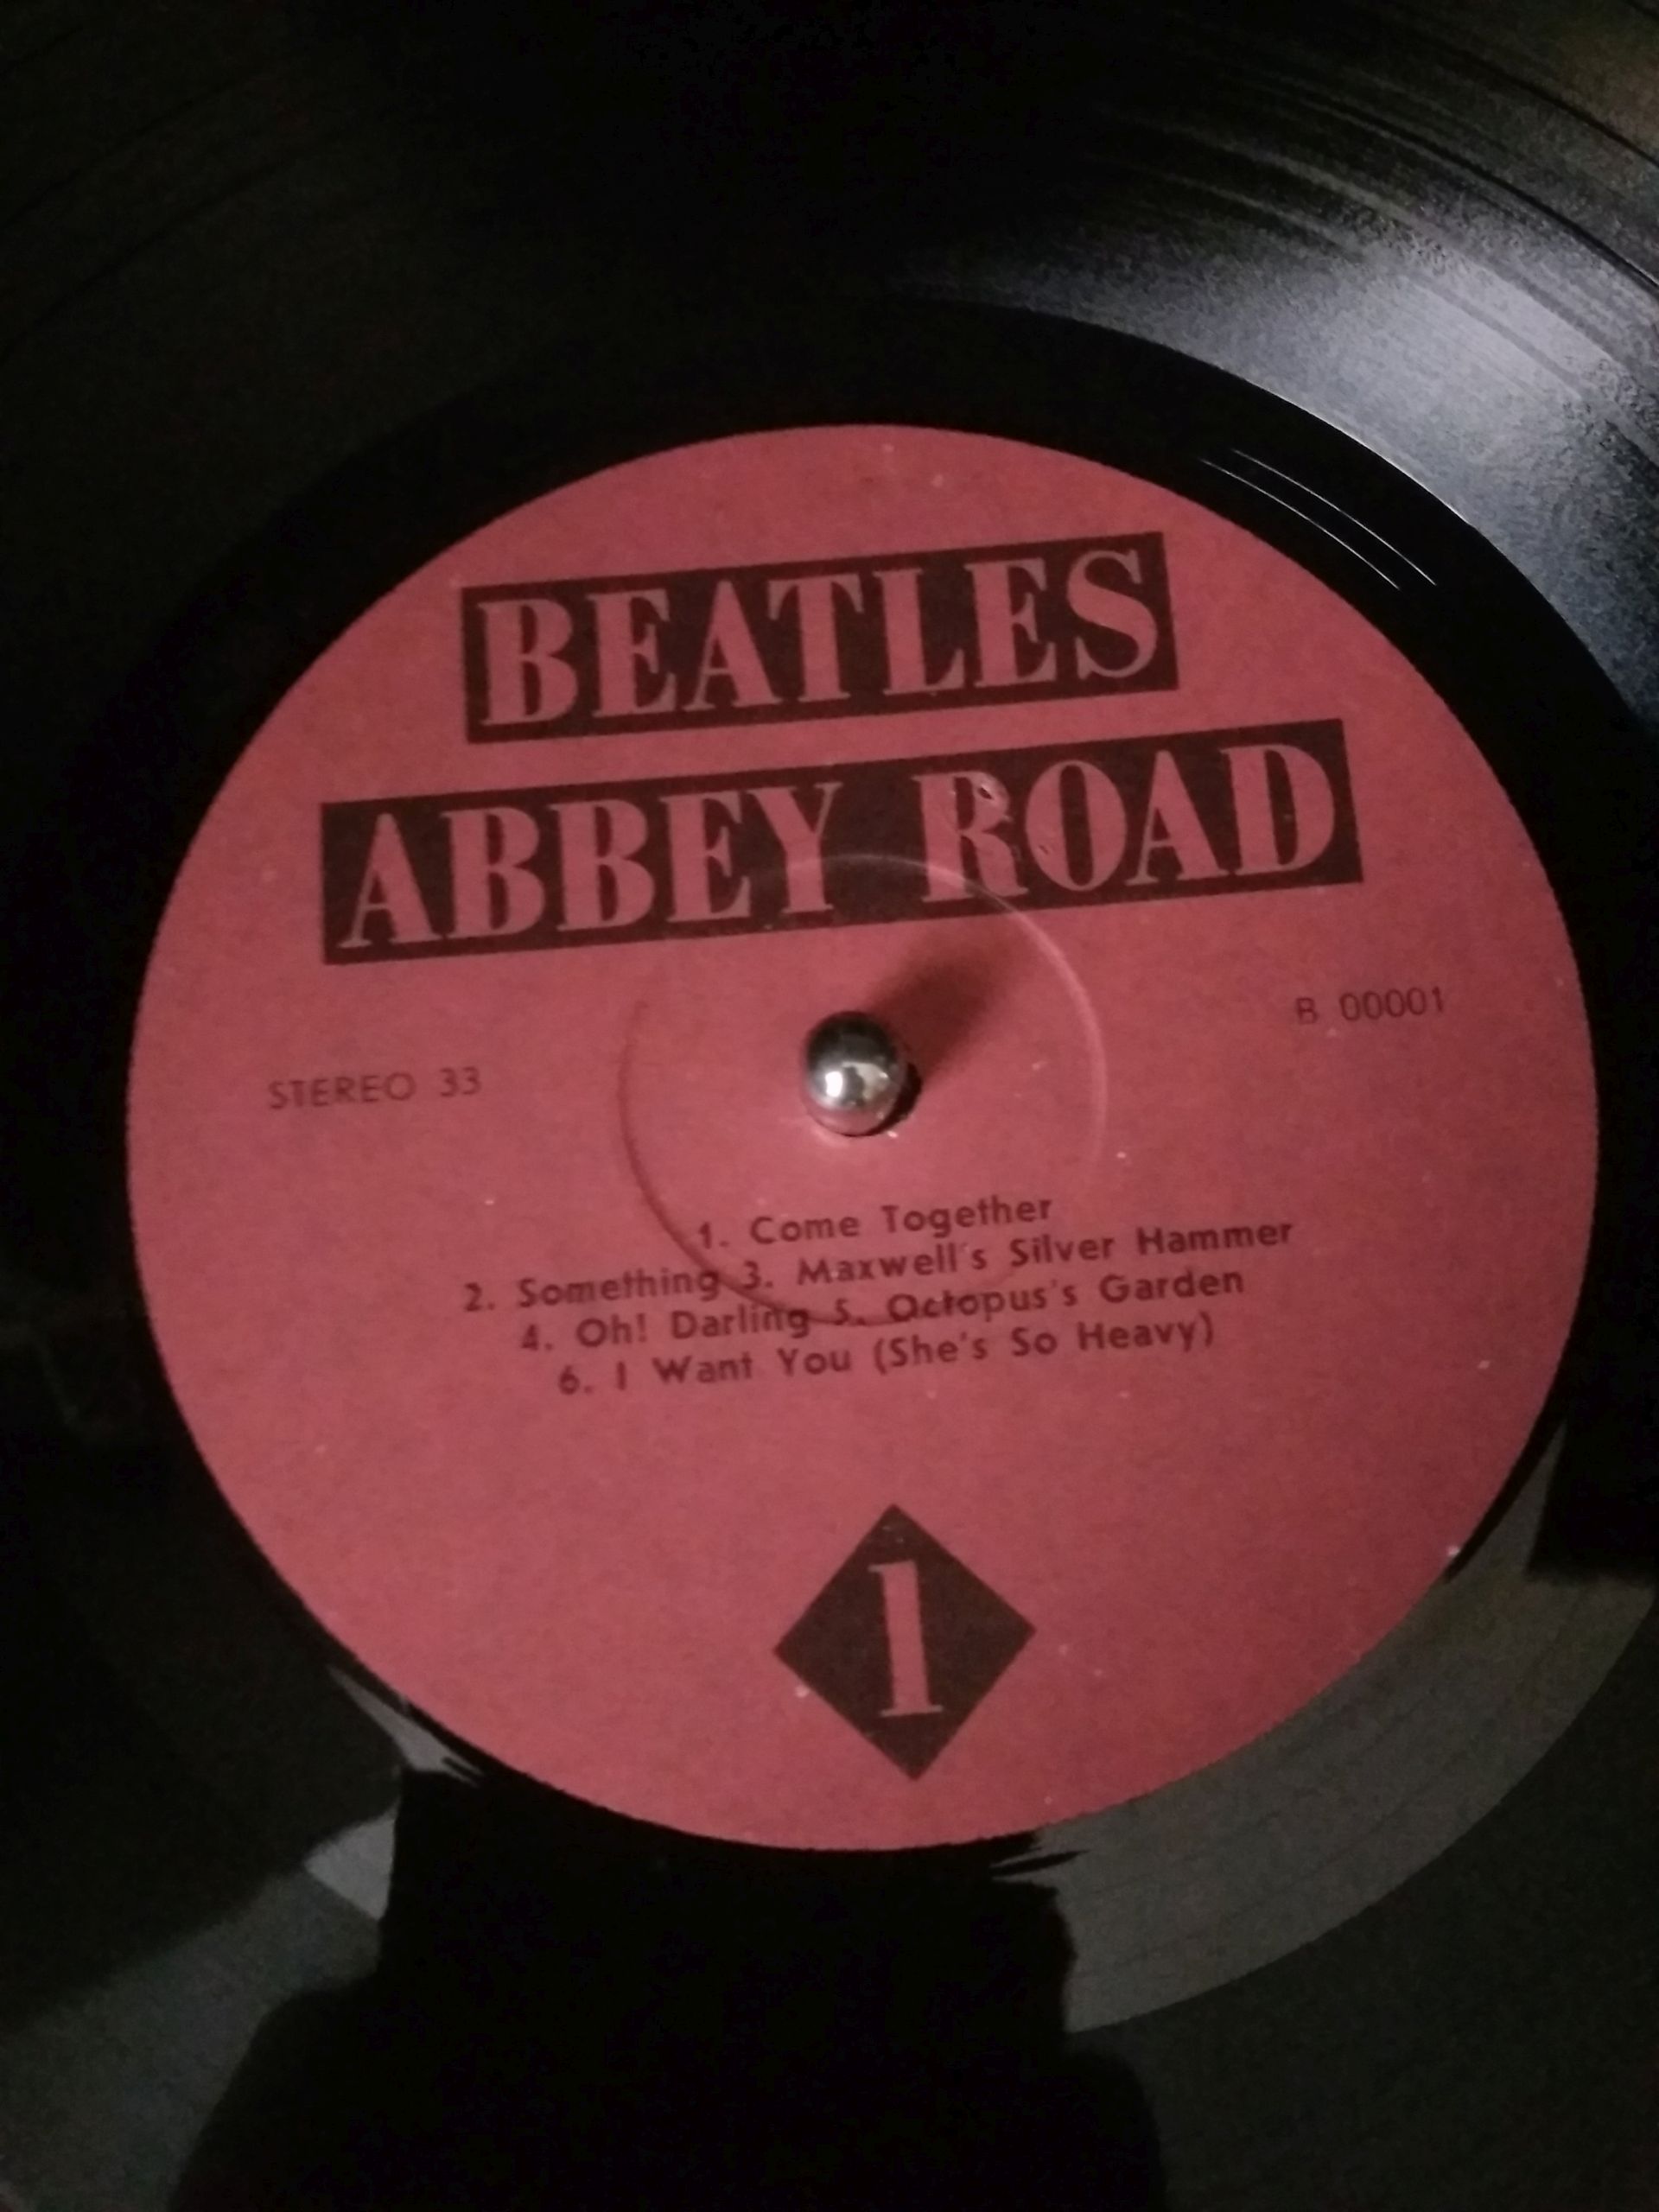 BEATLES
ABBEY ROAD
B 00001
STEREO 33
1. Come Together
2. Something 3. Maxwell's Silver Hammer
4. Oh! Darling 5. Octopus's Garden
6. I Want You (She's So Heavy)
1